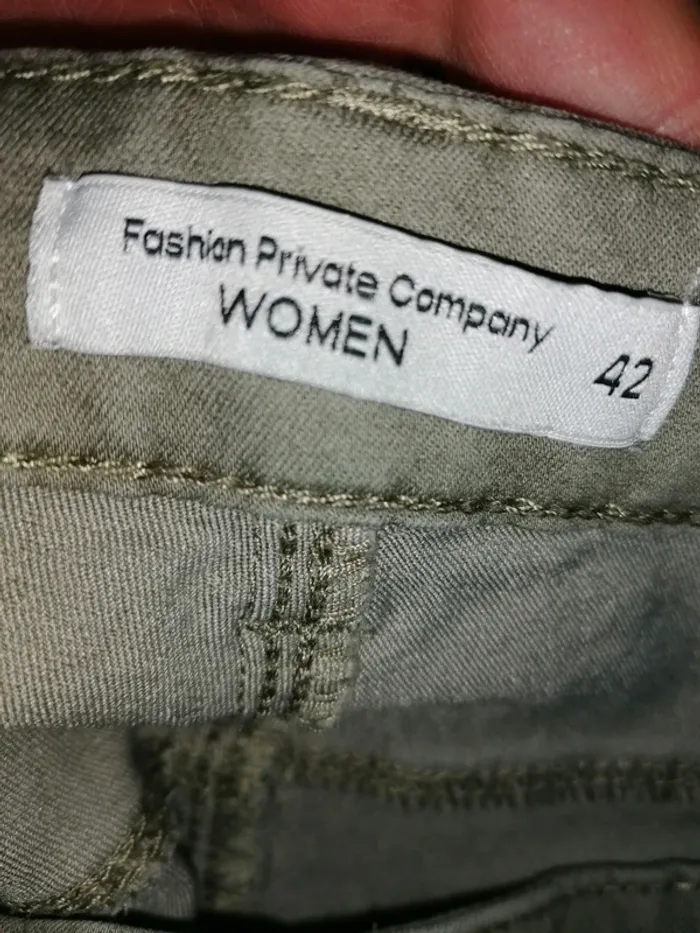 Fashion Private Company
WOMEN
42